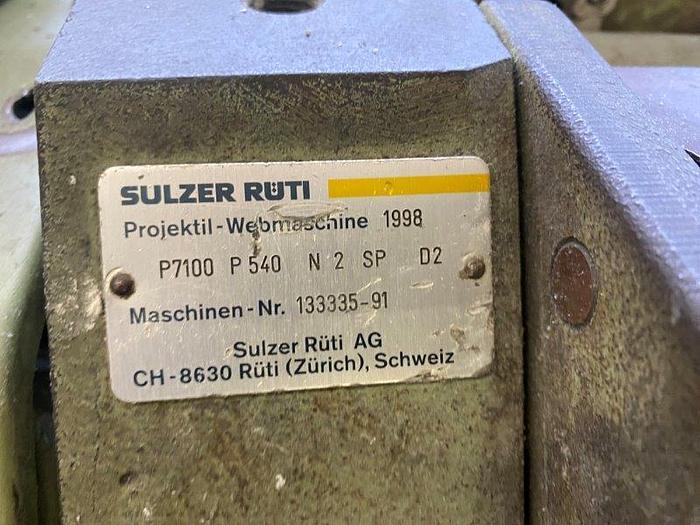 SULZER RÜTI
Projektil-Webmaschine 1998
P7100 P 540 N 2 SP D2
Maschinen-Nr. 133335-91
Sulzer Rüti AG
CH-8630 Rüti (Zürich), Schweiz